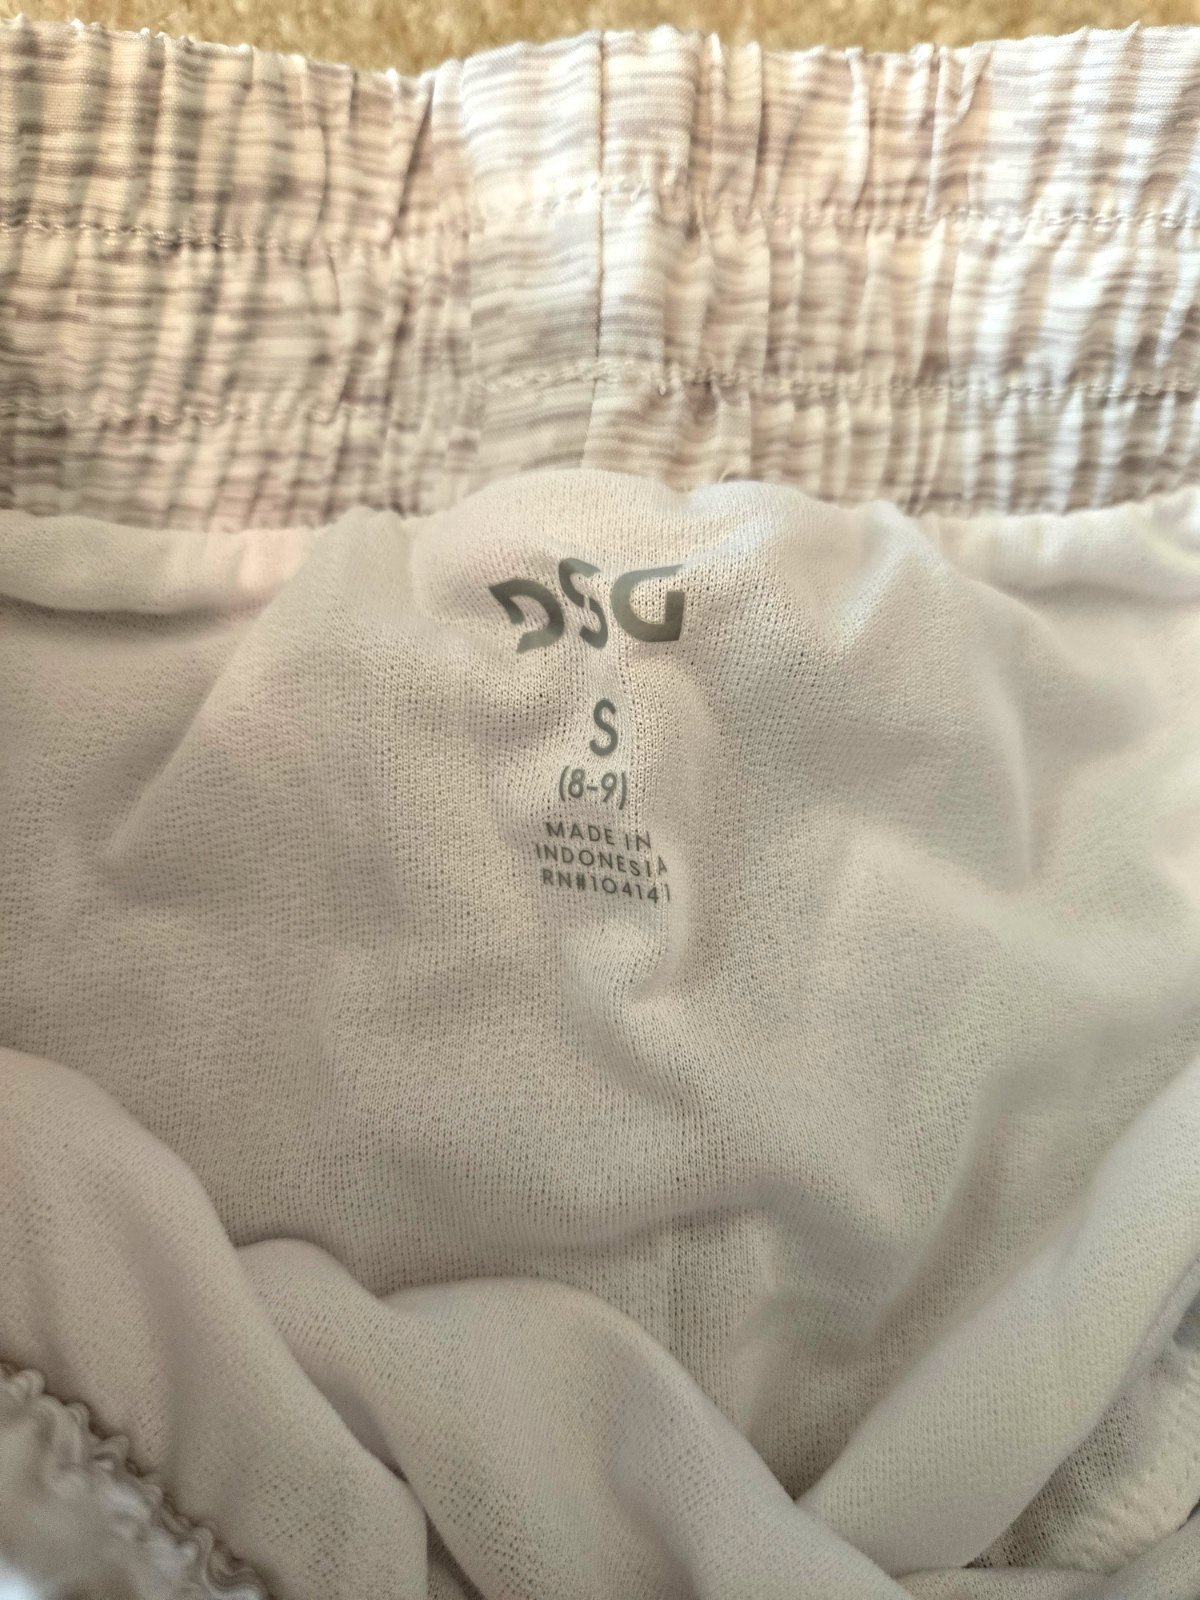 DSG
S
(8-9)
MADE IN
INDONESIA
RN#104141